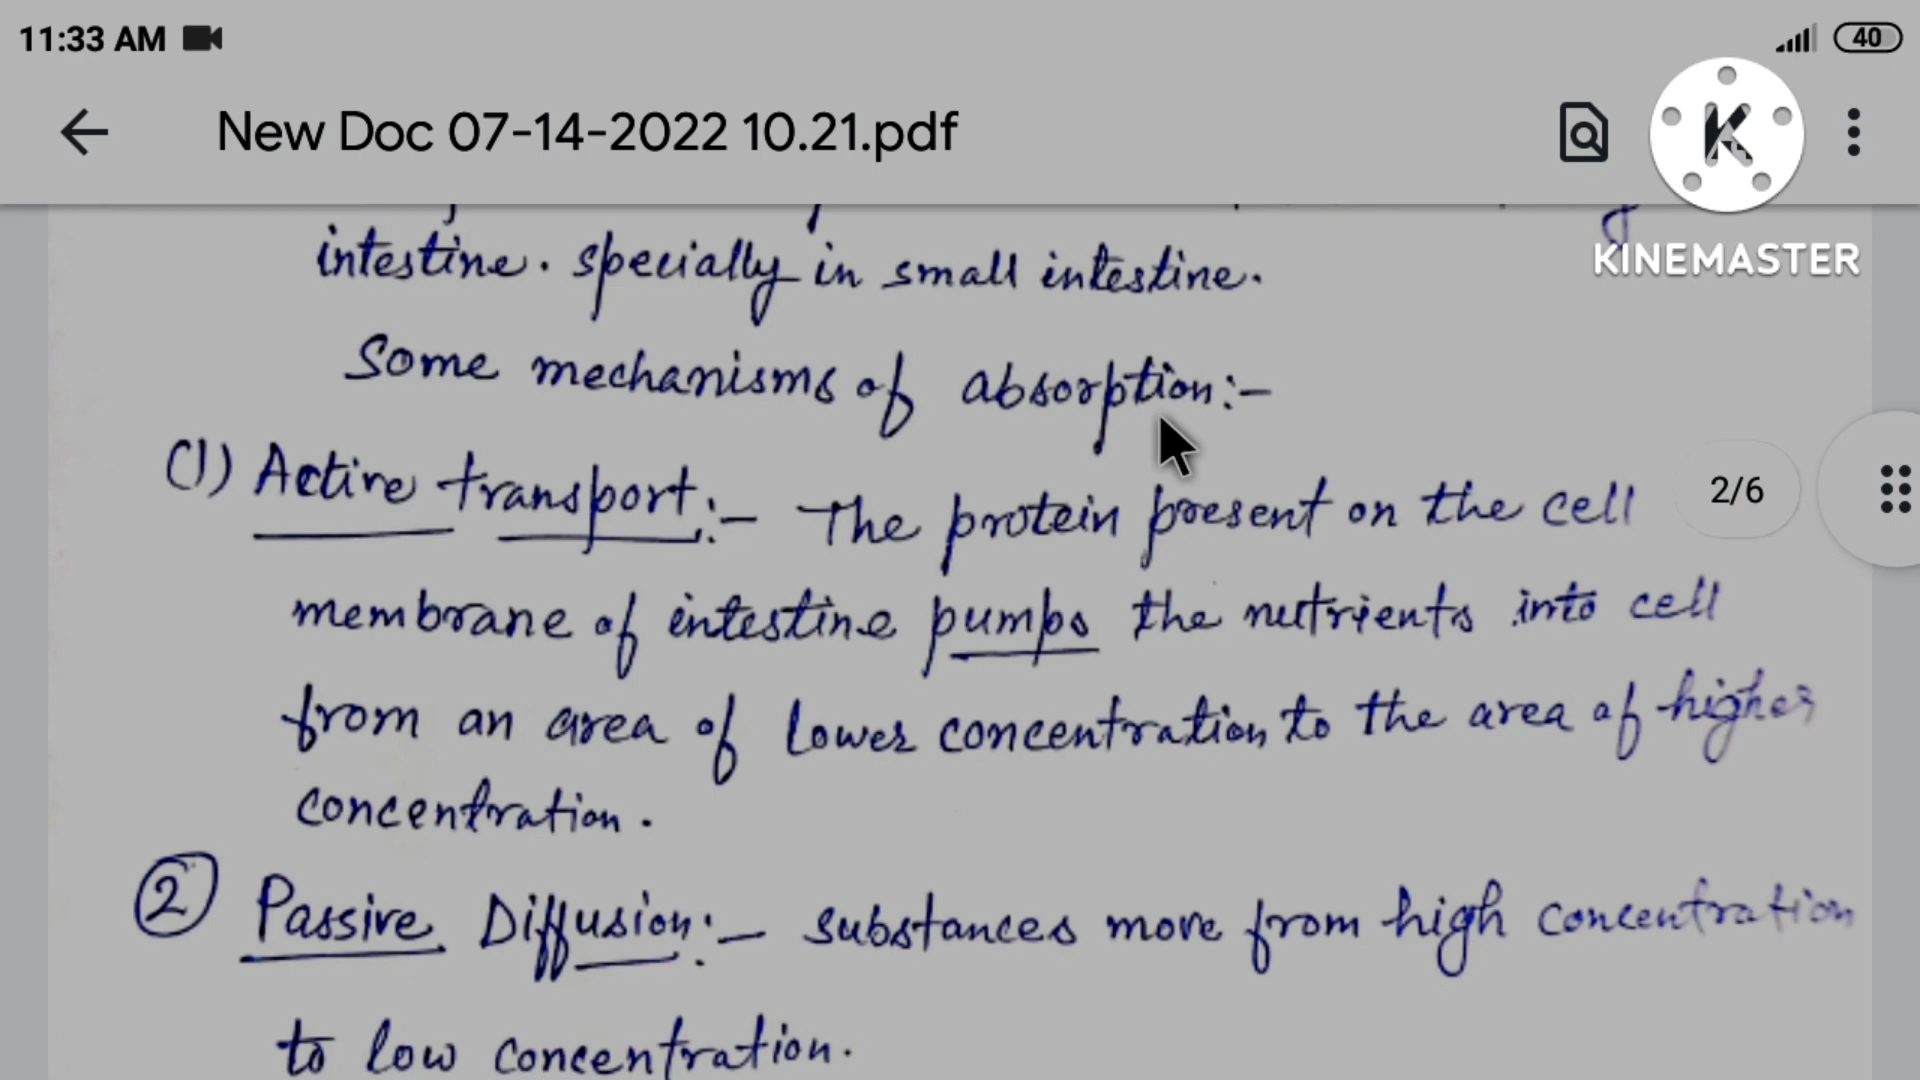 11:33 AM
40
New Doc 07-14-2022 10.21.pdf
KINEMASTER
intestine. specially in small intestine.
Some mechanisms of absorption:-
(1) Active transport:- The protein present on the cell
2/6
membrane of intestine pumps the nutrients into cell
from an area of lower concentration to the area of higher
concentration.
② Passive Diffusion:- substances move from high concentration
to low concentration.